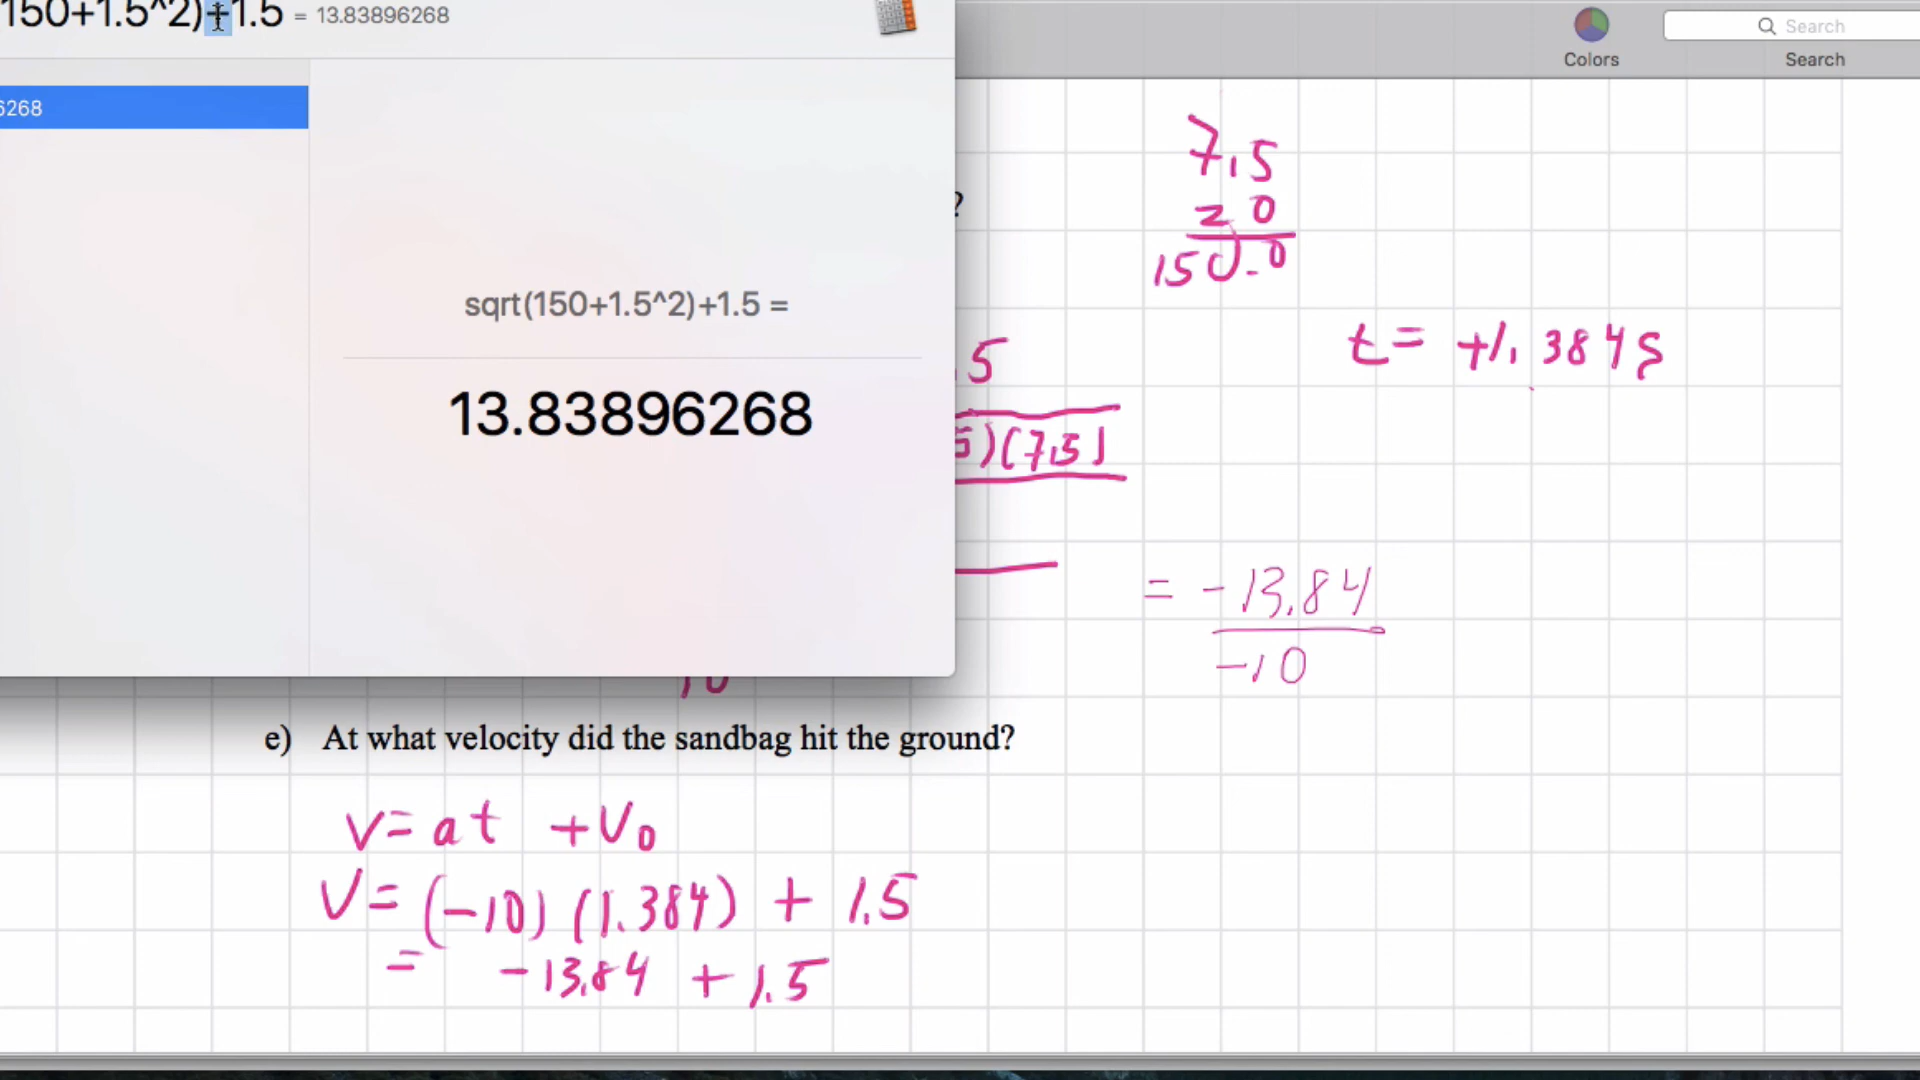 150+1.5^2)+1.5 = 13.83896268
Colors
Search
Search
6268
sqrt(150+1.5^2)+1.5 =
13.83896268
?
7.5
20
150.0
t = +1.384s
.5
5)(7.5)
= -13.84
-10
10
e) At what velocity did the sandbag hit the ground?
v = at + v0
v = (-10)(1.384) + 1.5
= -13.84 + 1.5